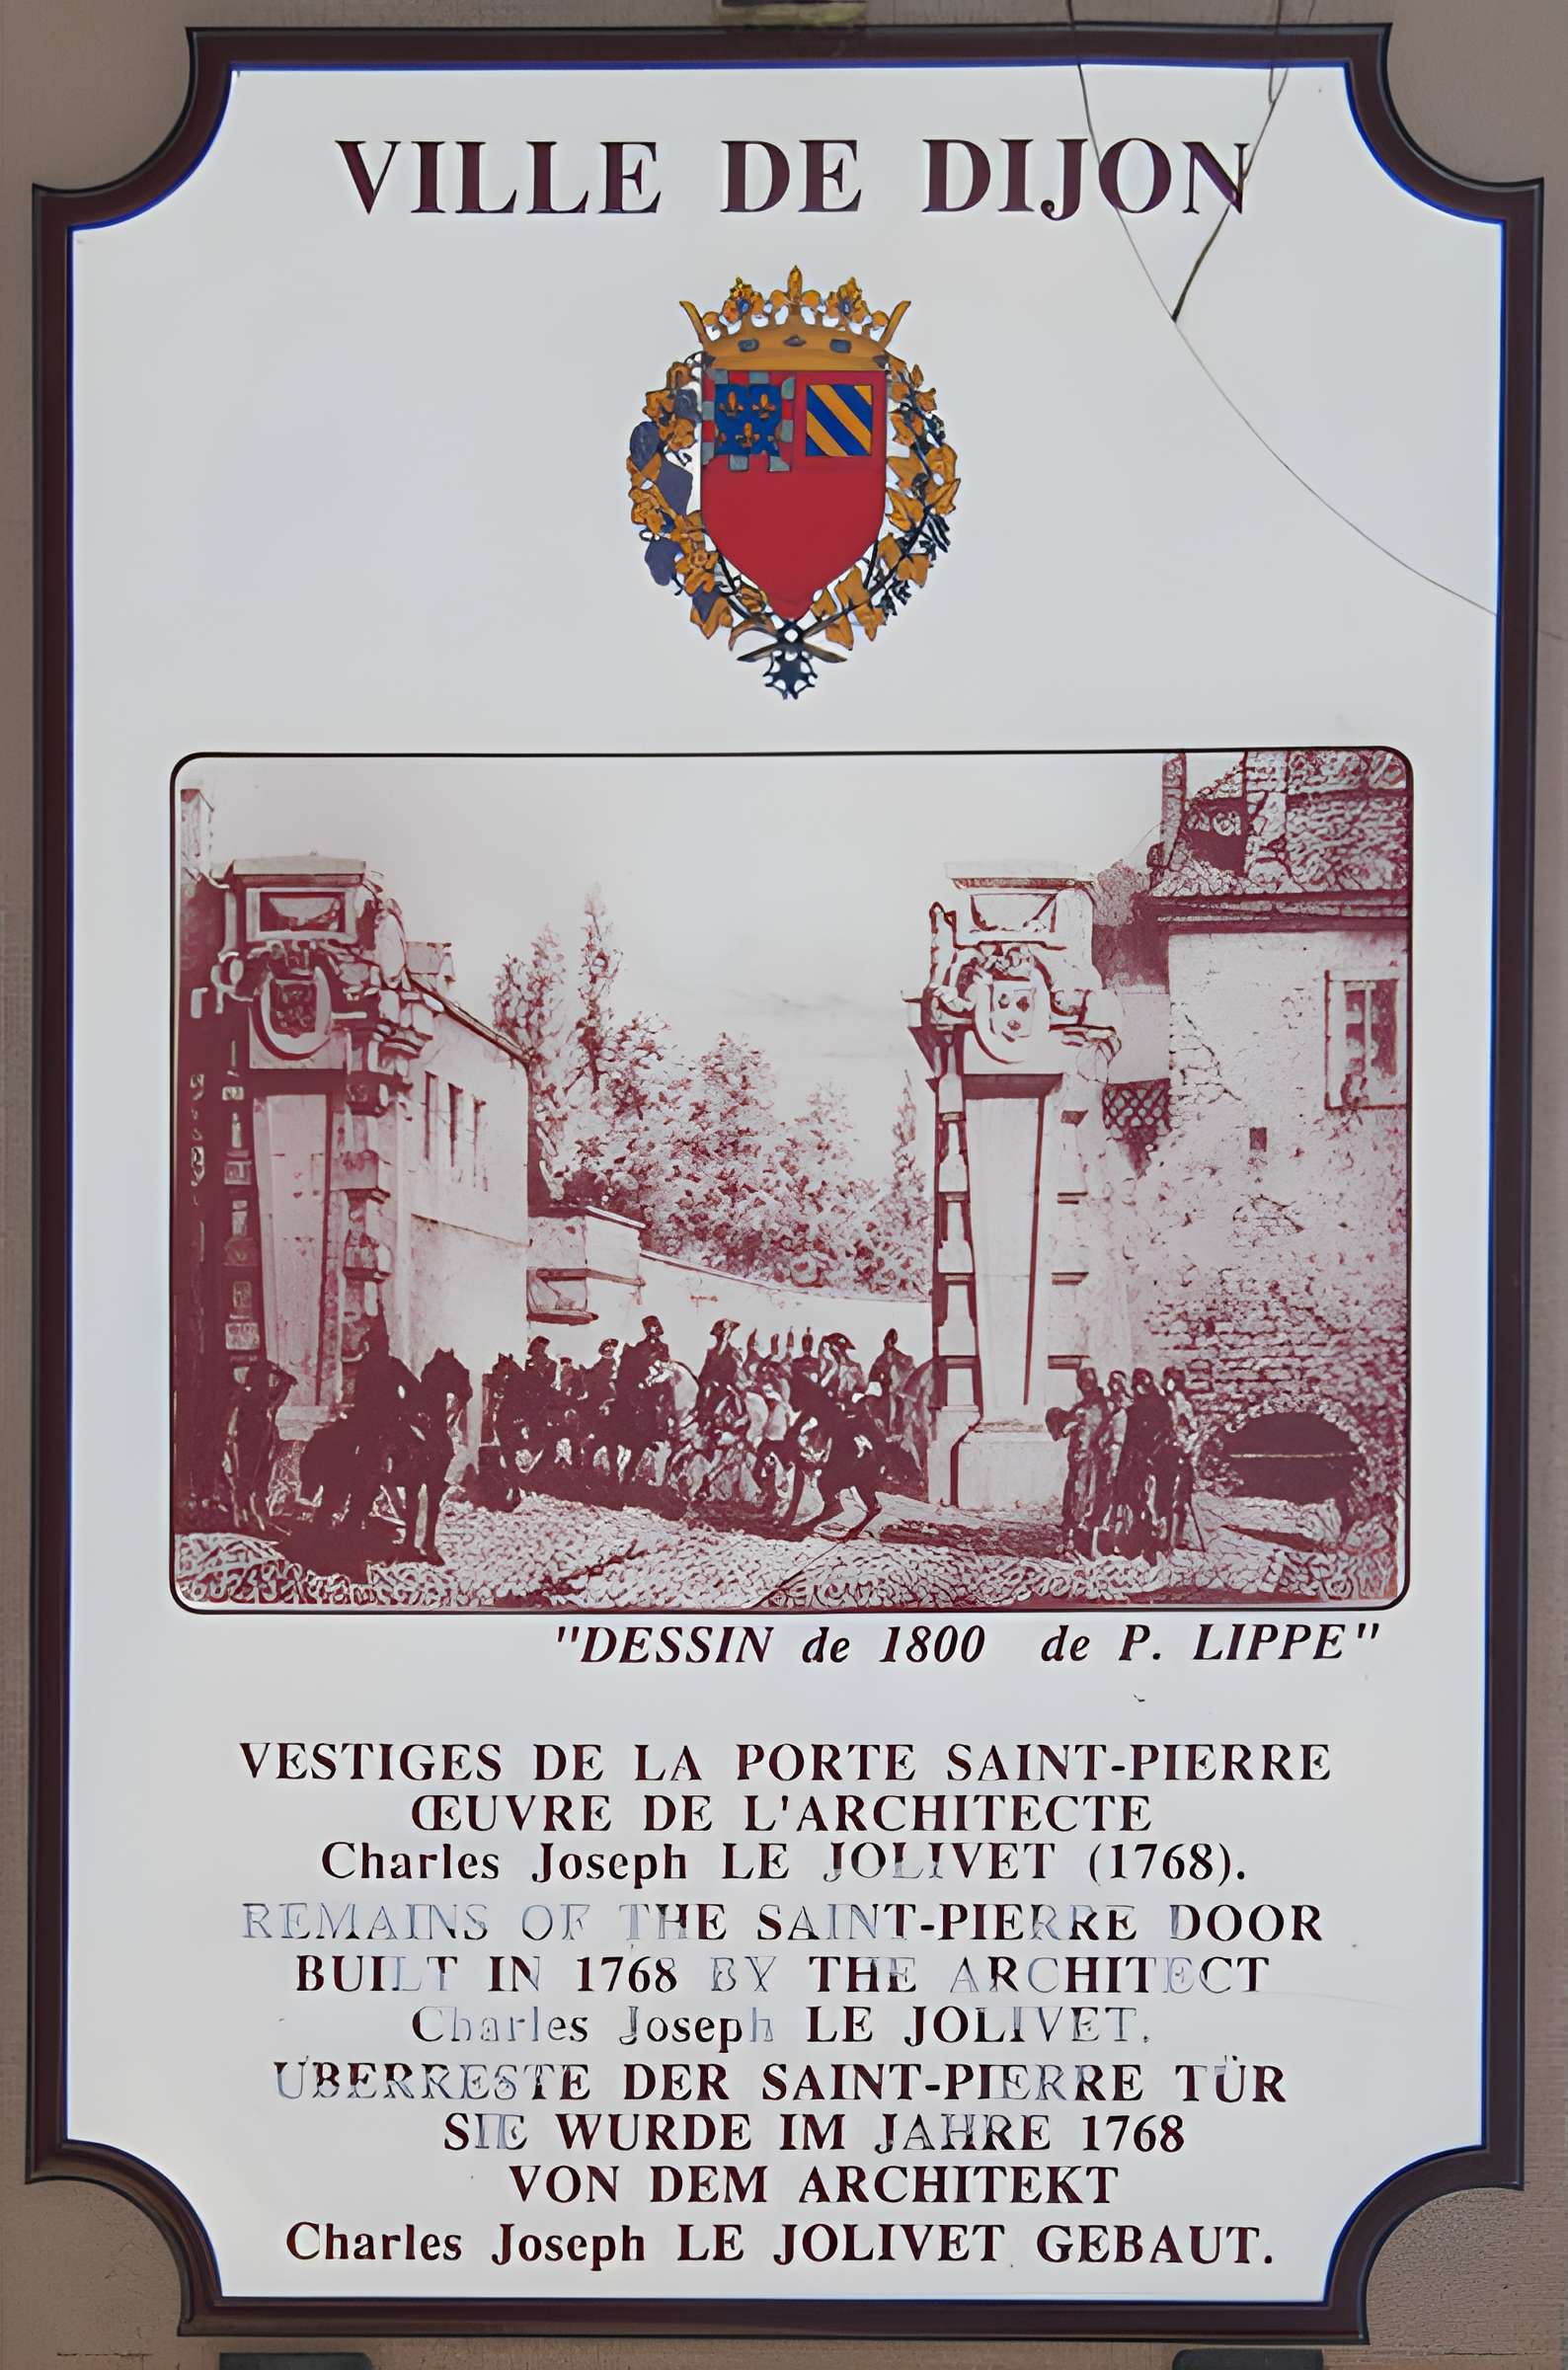 VILLE DE DIJON
"DESSIN de 1800 de P. LIPPE"
VESTIGES DE LA PORTE SAINT-PIERRE
ŒUVRE DE L'ARCHITECTE
Charles Joseph LE JOLIVET (1768).
REMAINS OF THE SAINT-PIERRE DOOR
BUILT IN 1768 BY THE ARCHITECT
Charles Joseph LE JOLIVET.
ÜBERRESTE DER SAINT-PIERRE TÜR
SIE WURDE IM JAHRE 1768
VON DEM ARCHITEKT
Charles Joseph LE JOLIVET GEBAUT.